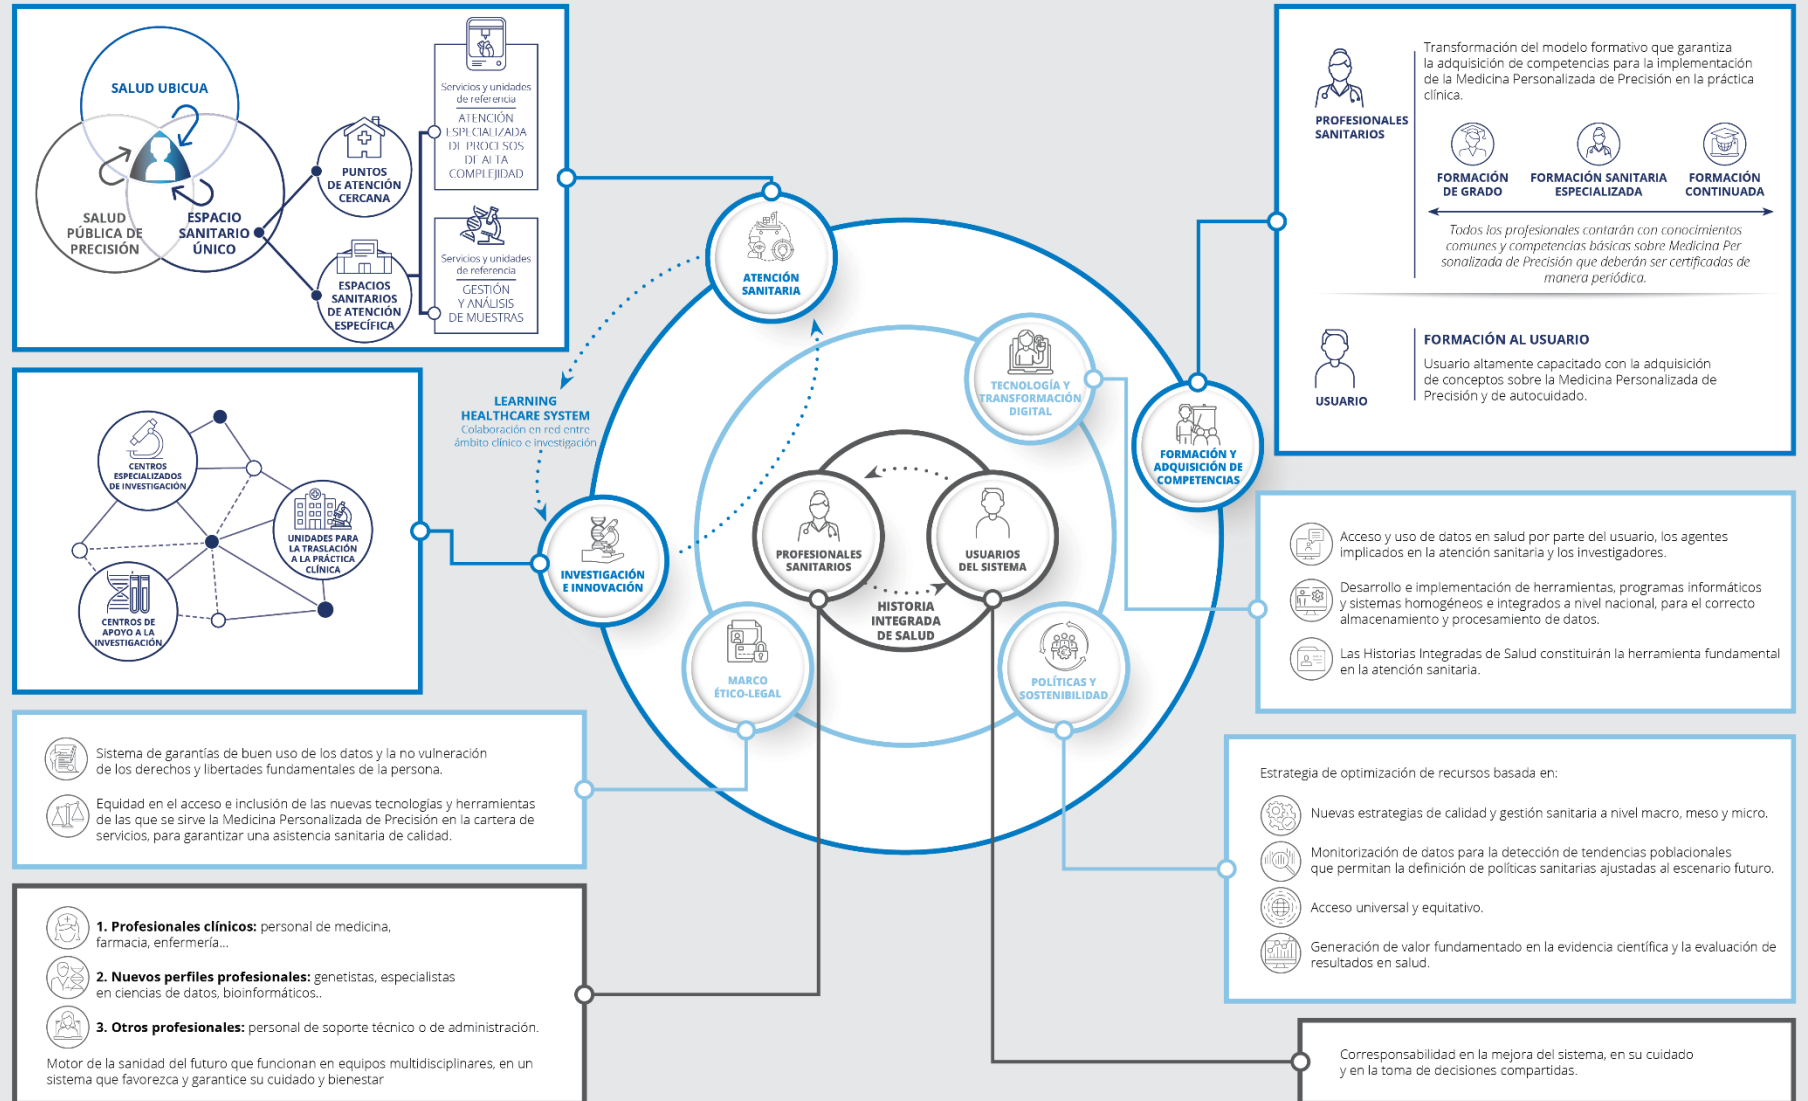 SALUD UBICUA
SALUD
PÚBLICA DE
PRECISIÓN
ESPACIO
SANITARIO
ÚNICO
PUNTOS
DE ATENCIÓN
CERCANA
ESPACIOS
SANITARIOS
DE ATENCIÓN
ESPECÍFICA
Servicios y unidades
de referencia
ATENCIÓN
ESPECIALIZADA
DE PROCESOS
DE ALTA
COMPLEJIDAD
Servicios y unidades
de referencia
GESTIÓN
Y ANÁLISIS
DE MUESTRAS
CENTROS
ESPECIALIZADOS
DE INVESTIGACIÓN
UNIDADES PARA
LA TRASLACIÓN
A LA PRÁCTICA
CLÍNICA
CENTROS DE
APOYO A LA
INVESTIGACIÓN
Sistema de garantías de buen uso de los datos y la no vulneración
de los derechos y libertades fundamentales de la persona.
Equidad en el acceso e inclusión de las nuevas tecnologías y herramientas
de las que se sirve la Medicina Personalizada de Precisión en la cartera de
servicios, para garantizar una asistencia sanitaria de calidad.
1. Profesionales clínicos: personal de medicina,
farmacia, enfermería...
2. Nuevos perfiles profesionales: genetistas, especialistas
en ciencias de datos, bioinformáticos..
3. Otros profesionales: personal de soporte técnico o de administración.
Motor de la sanidad del futuro que funcionan en equipos multidisciplinares, en un
sistema que favorezca y garantice su cuidado y bienestar
ATENCIÓN
SANITARIA
LEARNING
HEALTHCARE SYSTEM
Colaboración en red entre
ámbito clínico e investigación
INVESTIGACIÓN
E INNOVACIÓN
TECNOLOGÍA Y
TRANSFORMACIÓN
DIGITAL
FORMACIÓN Y
ADQUISICIÓN DE
COMPETENCIAS
PROFESIONALES
SANITARIOS
USUARIOS
DEL SISTEMA
HISTORIA
INTEGRADA
DE SALUD
MARCO
ÉTICO-LEGAL
POLÍTICAS Y
SOSTENIBILIDAD
PROFESIONALES
SANITARIOS
Transformación del modelo formativo que garantiza
la adquisición de competencias para la implementación
de la Medicina Personalizada de Precisión en la práctica
clínica.
FORMACIÓN
DE GRADO
FORMACIÓN SANITARIA
ESPECIALIZADA
FORMACIÓN
CONTINUADA
Todos los profesionales contarán con conocimientos
comunes y competencias básicas sobre Medicina Per
sonalizada de Precisión que deberán ser certificadas de
manera periódica.
USUARIO
FORMACIÓN AL USUARIO
Usuario altamente capacitado con la adquisición
de conceptos sobre la Medicina Personalizada de
Precisión y de autocuidado.
Acceso y uso de datos en salud por parte del usuario, los agentes
implicados en la atención sanitaria y los investigadores.
Desarrollo e implementación de herramientas, programas informáticos
y sistemas homogéneos e integrados a nivel nacional, para el correcto
almacenamiento y procesamiento de datos.
Las Historias Integradas de Salud constituirán la herramienta fundamental
en la atención sanitaria.
Estrategia de optimización de recursos basada en:
Nuevas estrategias de calidad y gestión sanitaria a nivel macro, meso y micro.
Monitorización de datos para la detección de tendencias poblacionales
que permitan la definición de políticas sanitarias ajustadas al escenario futuro.
Acceso universal y equitativo.
Generación de valor fundamentado en la evidencia científica y la evaluación de
resultados en salud.
Corresponsabilidad en la mejora del sistema, en su cuidado
y en la toma de decisiones compartidas.